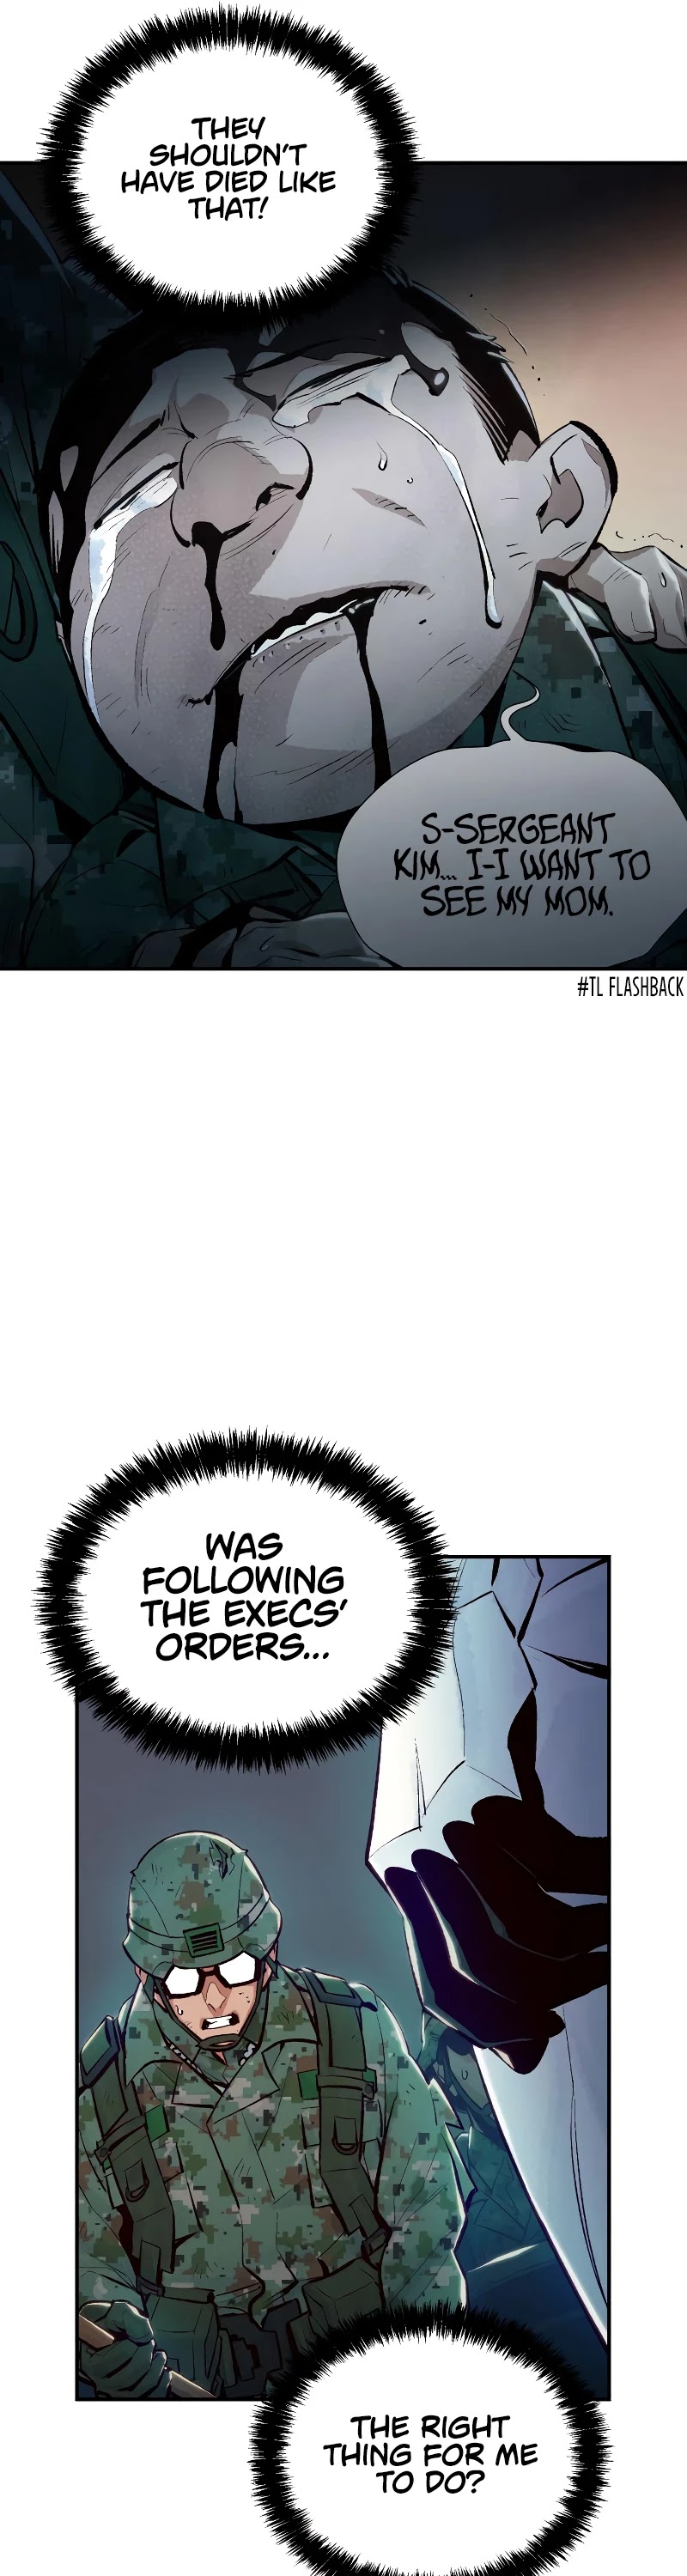 THEY
SHOULDN'T
HAVE DIED LIKE
THAT!
S-SERGEANT
KIM... I-I WANT TO
SEE MY MOM.
#TL FLASHBACK
WAS
FOLLOWING
THE EXECS'
ORDERS...
THE RIGHT
THING FOR ME
TO DO?